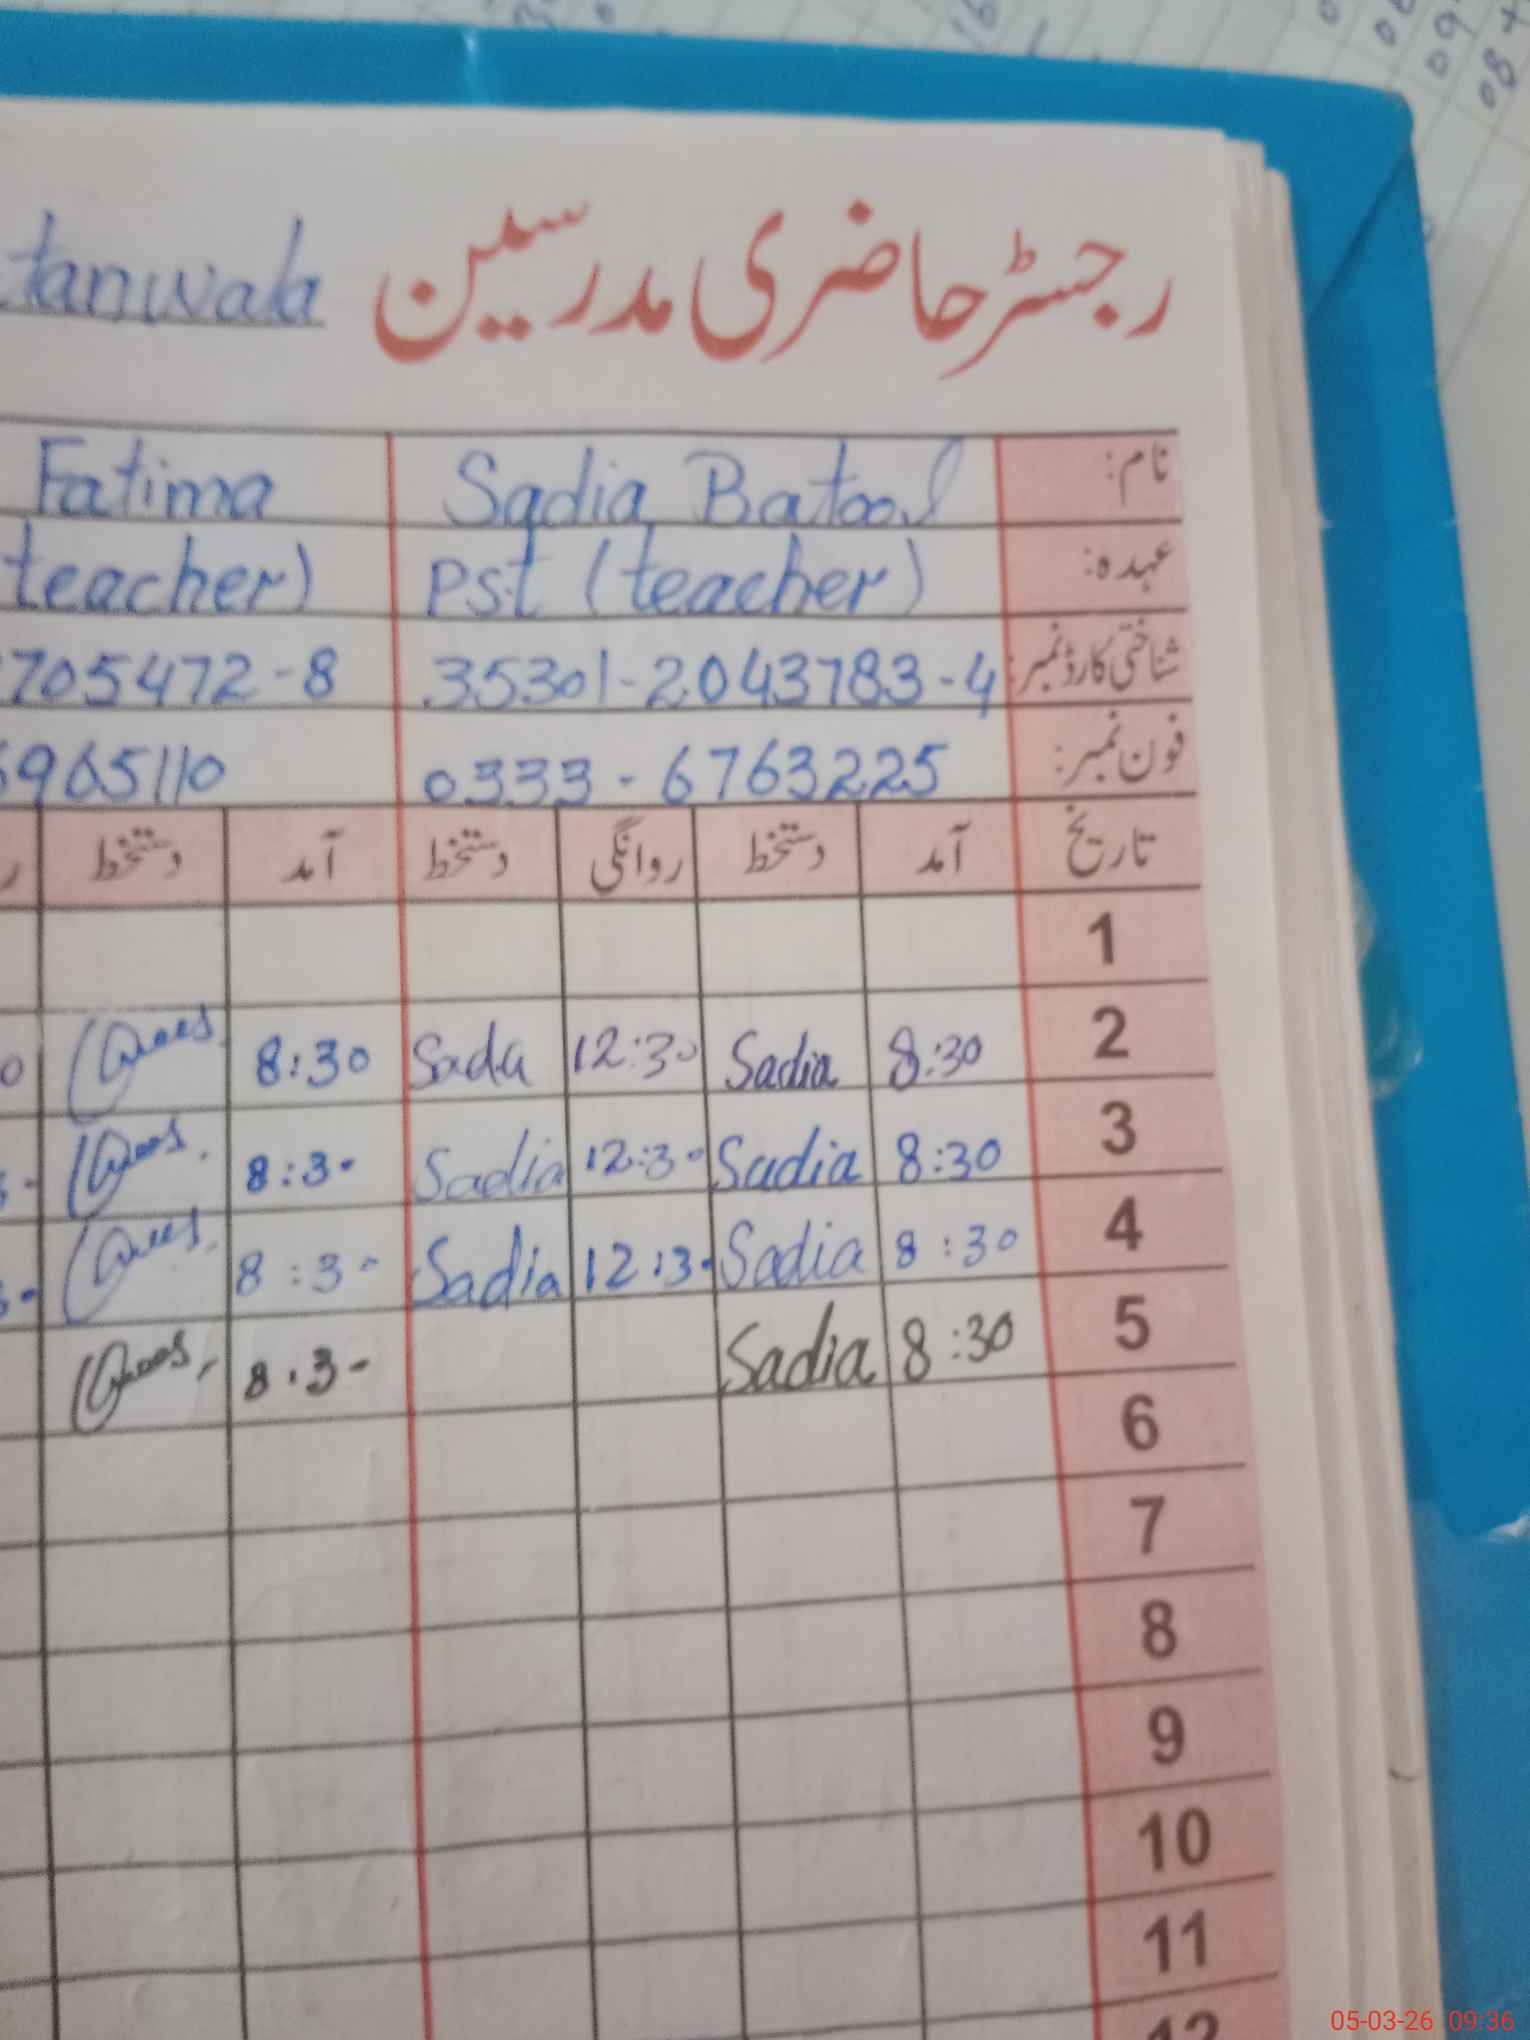 رجسٹر حاضری مدرسین tanwala
نام: Sadia Batool Fatima
عہدہ: PST (teacher) teacher)
شناختی کارڈ نمبر: 35301-2043783-4 705472-8
فون نمبر: 0333-6763225 965110
تاریخ آمد دستخط روانگی دستخط آمد دستخط
1
2 8:30 Sadia 12:30 Sada 8:30
3 8:30 Sadia 12:30 Sadia 8:30
4 8:30 Sadia 12:30 Sadia 8:30
5 8:30 Sadia 8:30
6
7
8
9
10
11
12
05-03-26 09:36